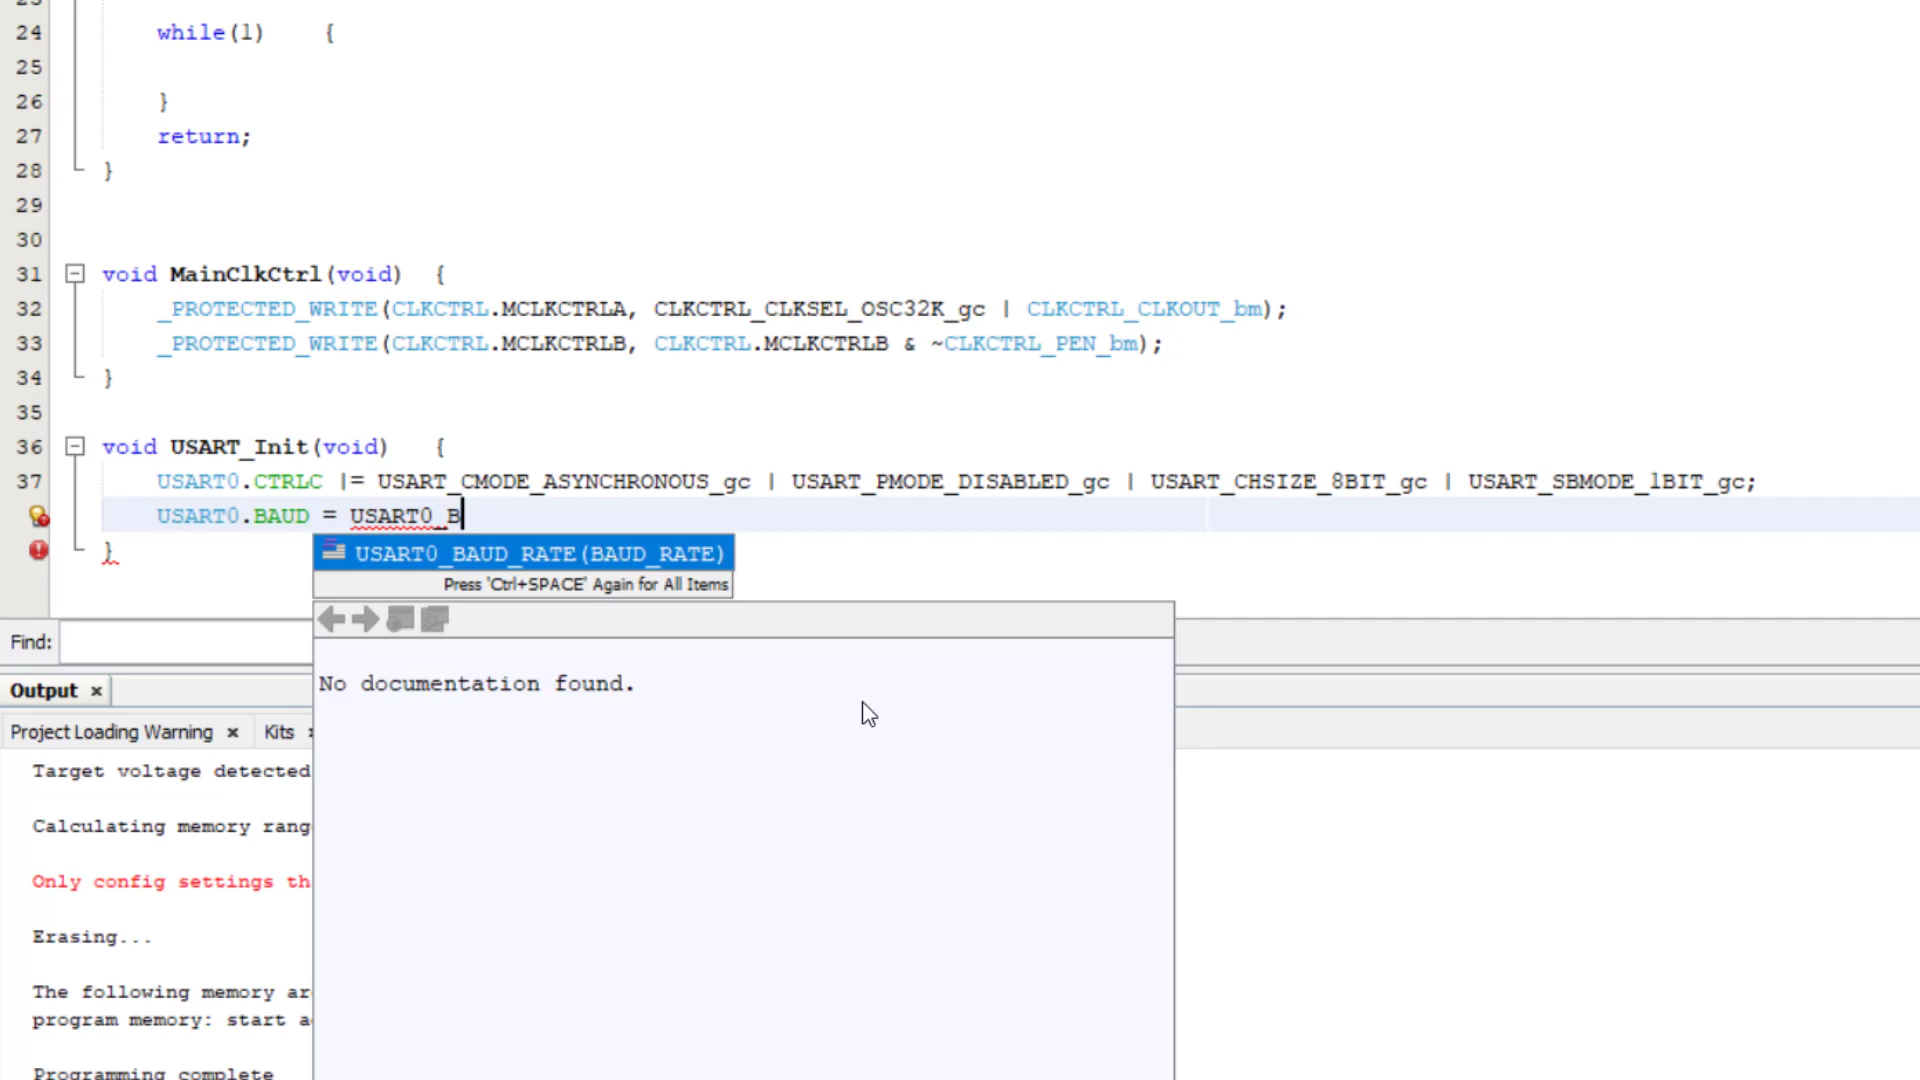 23
24 while(1) {
25
26 }
27 return;
28 }
29
30
31 void MainClkCtrl(void) {
32 _PROTECTED_WRITE(CLKCTRL.MCLKCTRLA, CLKCTRL_CLKSEL_OSC32K_gc | CLKCTRL_CLKOUT_bm);
33 _PROTECTED_WRITE(CLKCTRL.MCLKCTRLB, CLKCTRL.MCLKCTRLB & ~CLKCTRL_PEN_bm);
34 }
35
36 void USART_Init(void) {
37 USART0.CTRLC |= USART_CMODE_ASYNCHRONOUS_gc | USART_PMODE_DISABLED_gc | USART_CHSIZE_8BIT_gc | USART_SBMODE_1BIT_gc;
USART0.BAUD = USART0_B
}
USART0_BAUD_RATE(BAUD_RATE)
Press 'Ctrl+SPACE' Again for All Items
Find:
No documentation found.
Output ×
Project Loading Warning × Kits ×
Target voltage detected
Calculating memory rang
Only config settings th
Erasing...
The following memory ar
program memory: start a
Programming complete